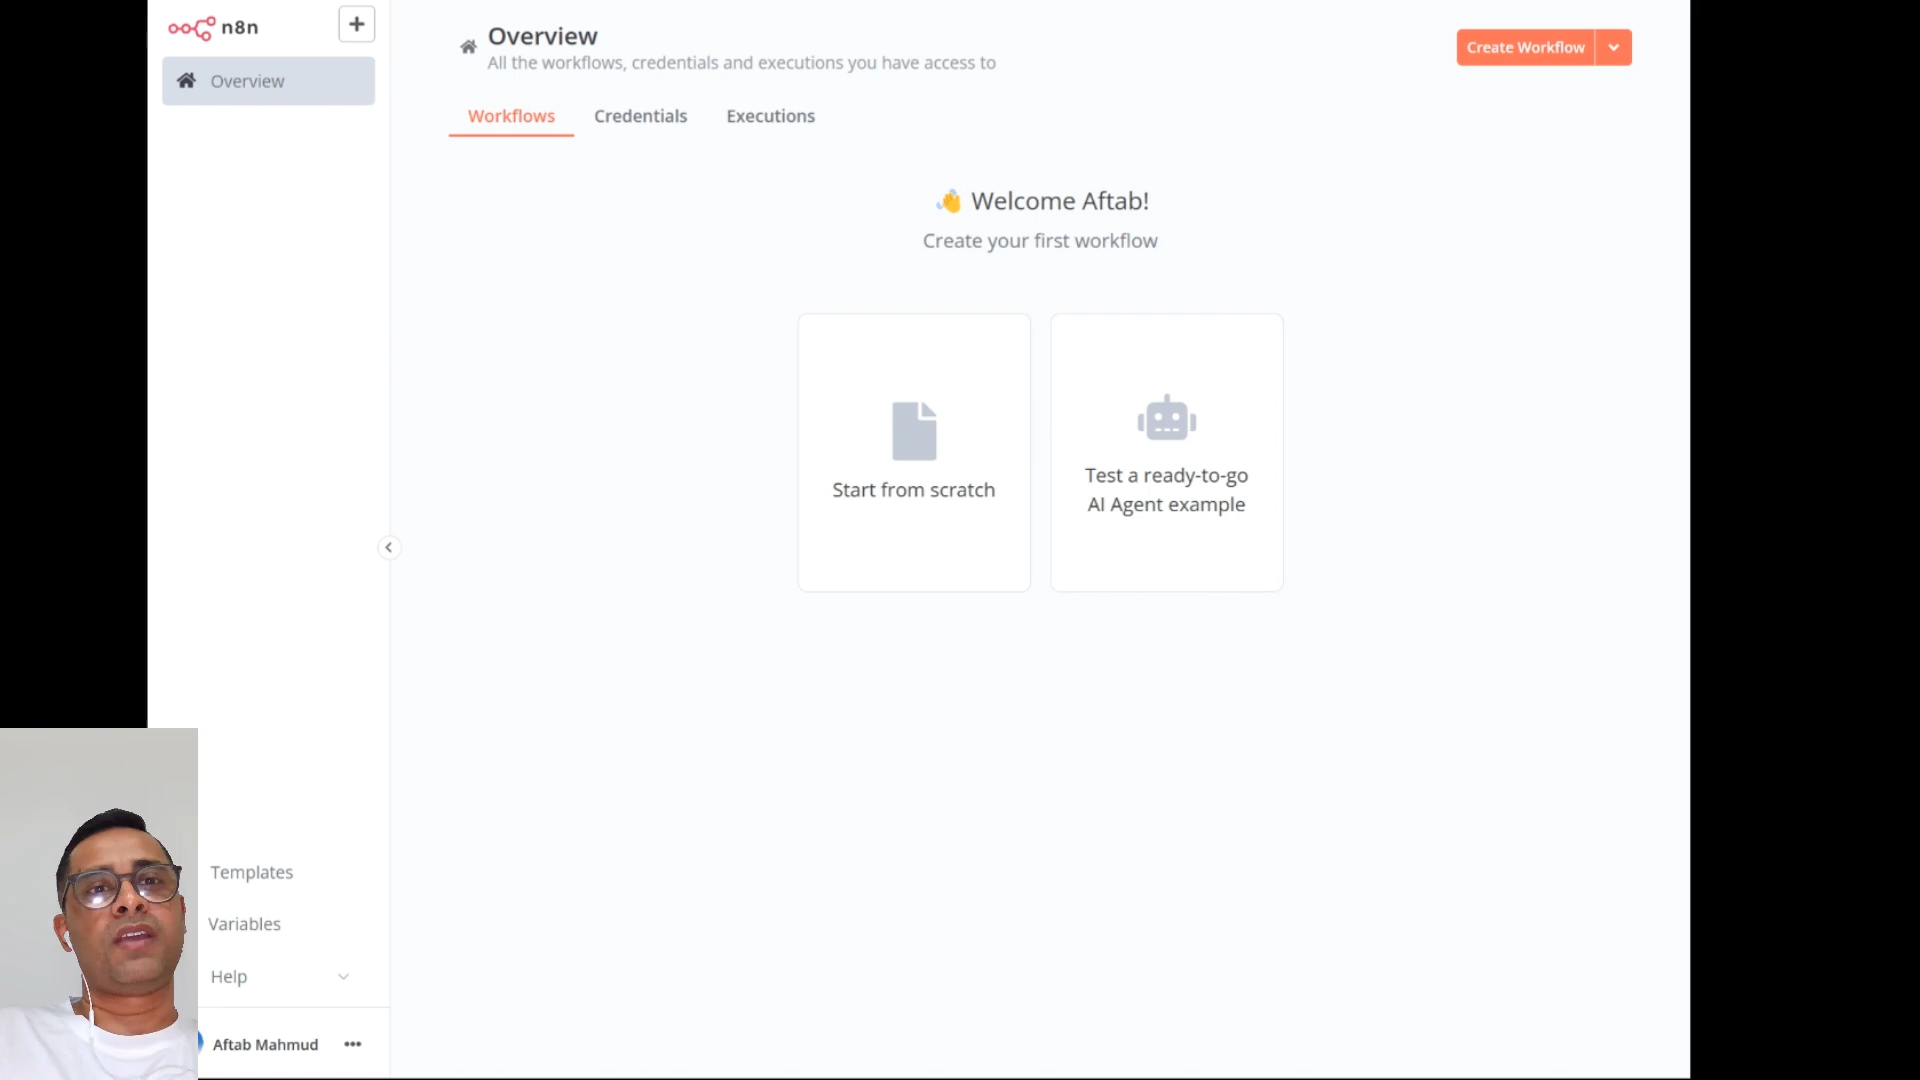 n8n
Overview
Overview
All the workflows, credentials and executions you have access to
Create Workflow
Workflows
Credentials
Executions
👋 Welcome Aftab!
Create your first workflow
Start from scratch
Test a ready-to-go
AI Agent example
Templates
Variables
Help
Aftab Mahmud